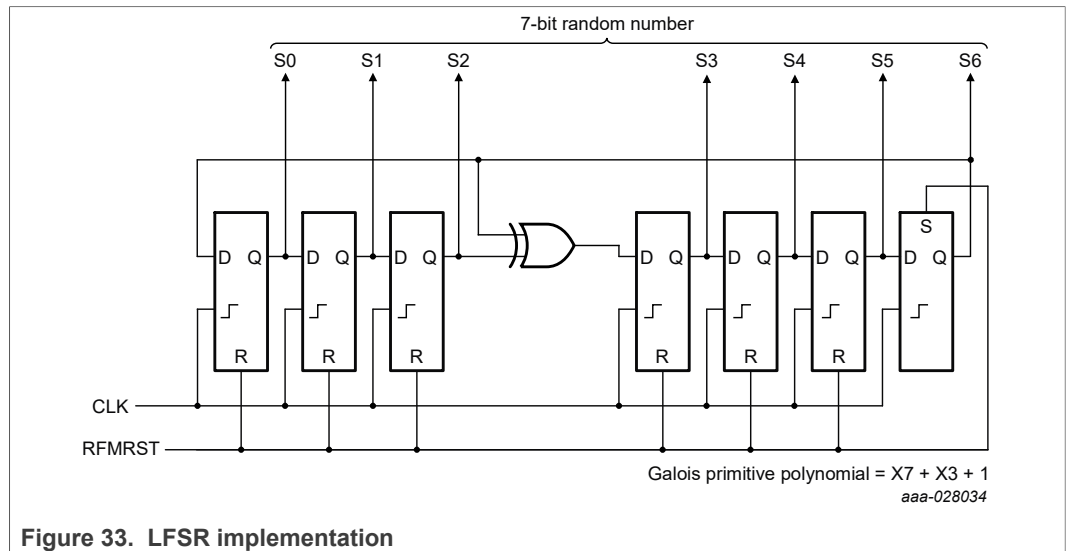 7-bit random number
S0 S1 S2 S3 S4 S5 S6
S
D Q D Q D Q D Q D Q D Q D Q
R R R R R R
CLK
RFMRST
Galois primitive polynomial = X7 + X3 + 1
aaa-028034
Figure 33. LFSR implementation